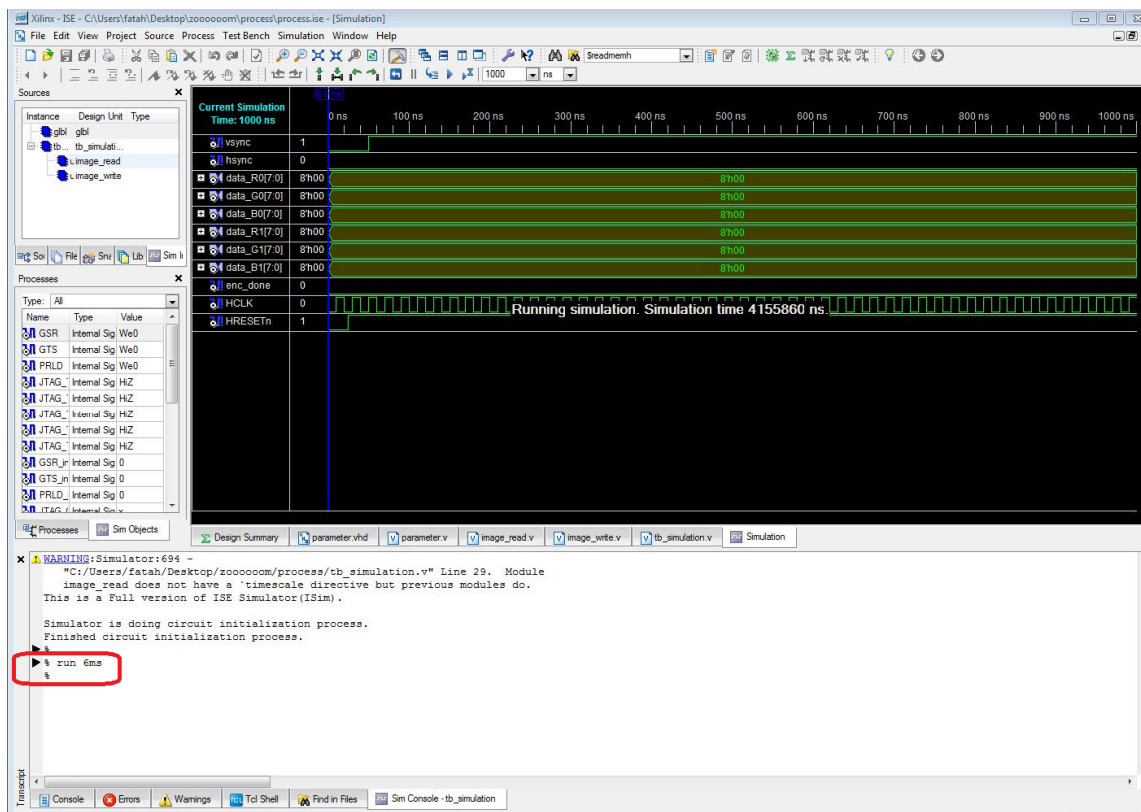 Xilinx - ISE - C:\Users\fatah\Desktop\zoooooom\process\process.ise - [Simulation]
File Edit View Project Source Process Test Bench Simulation Window Help
$readmemh
1000 ns
Sources
Instance Design Unit Type
glbl glbl
tb... tb_simulati...
image_read
image_write
Sou File Sna Lib Sim I
Processes
Type: All
Name Type Value
GSR Internal Sig We0
GTS Internal Sig We0
PRLD Internal Sig We0
JTAG_ Internal Sig HiZ
JTAG_ Internal Sig HiZ
JTAG_ Internal Sig HiZ
JTAG_ Internal Sig HiZ
JTAG_ Internal Sig HiZ
GSR_in Internal Sig 0
GTS_in Internal Sig 0
PRLD_ Internal Sig 0
Processes Sim Objects
Current Simulation
Time: 1000 ns
0 ns 100 ns 200 ns 300 ns 400 ns 500 ns 600 ns 700 ns 800 ns 900 ns 1000 ns
vsync 1
hsync 0
data_R0[7:0] 8'h00 8'h00
data_G0[7:0] 8'h00 8'h00
data_B0[7:0] 8'h00 8'h00
data_R1[7:0] 8'h00 8'h00
data_G1[7:0] 8'h00 8'h00
data_B1[7:0] 8'h00 8'h00
enc_done 0
HCLK 0
Running simulation. Simulation time 4155860 ns.
HRESETn 1
Design Summary parameter.vhd parameter.v image_read.v image_write.v tb_simulation.v Simulation
WARNING:Simulator:694 -
"C:/Users/fatah/Desktop/zoooooom/process/tb_simulation.v" Line 29. Module
image_read does not have a `timescale directive but previous modules do.
This is a Full version of ISE Simulator(ISim).
Simulator is doing circuit initialization process.
Finished circuit initialization process.
%
% run 6ms
%
Transcript
Console Errors Warnings Tcl Shell Find in Files Sim Console - tb_simulation